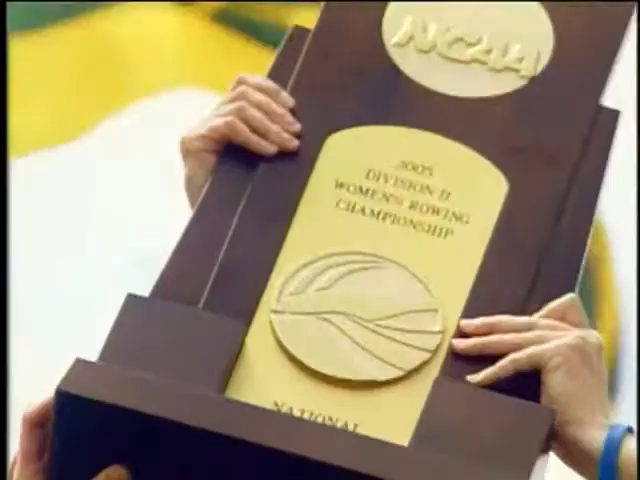 NCAA
2005
DIVISION II
WOMEN'S ROWING
CHAMPIONSHIP
NATIONAL